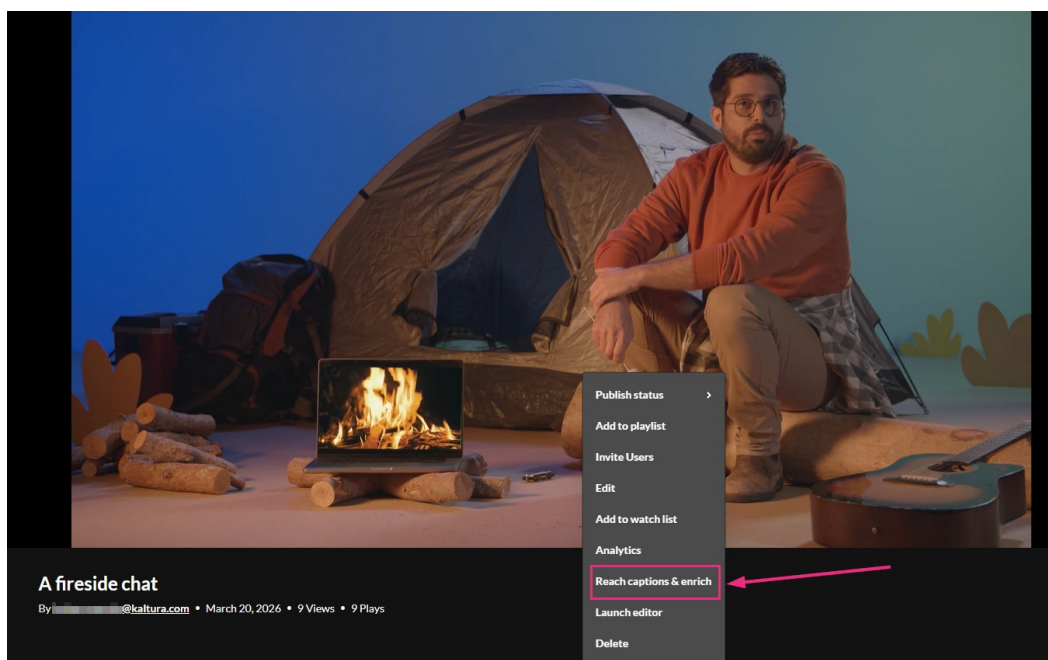 Publish status
Add to playlist
Invite Users
Edit
Add to watch list
Analytics
Reach captions & enrich
Launch editor
Delete
A fireside chat
By @kaltura.com • March 20, 2026 • 9 Views • 9 Plays